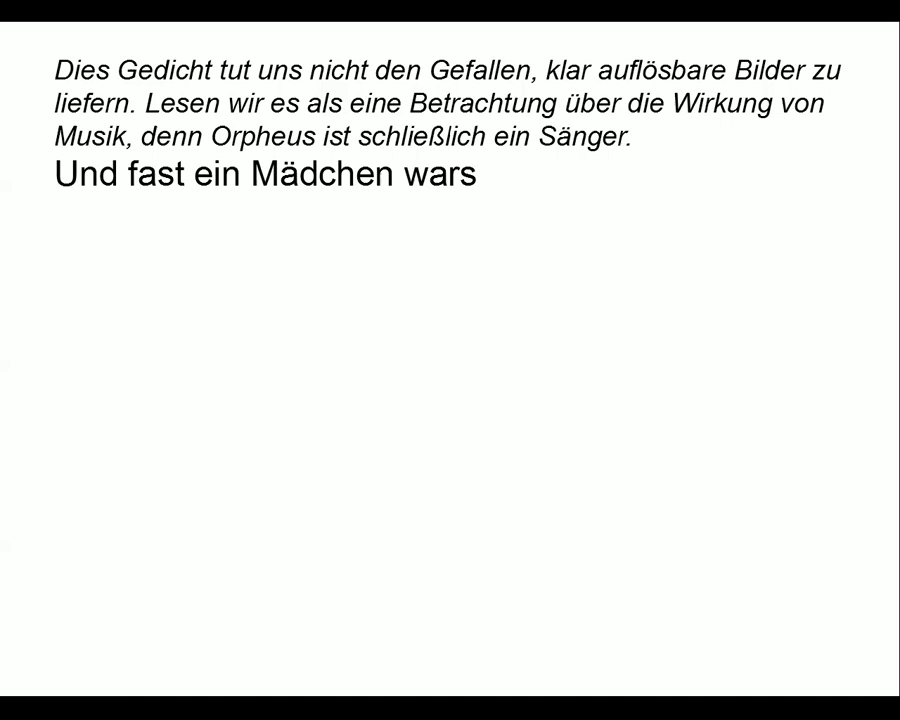 Dies Gedicht tut uns nicht den Gefallen, klar auflösbare Bilder zu
liefern. Lesen wir es als eine Betrachtung über die Wirkung von
Musik, denn Orpheus ist schließlich ein Sänger.
Und fast ein Mädchen wars